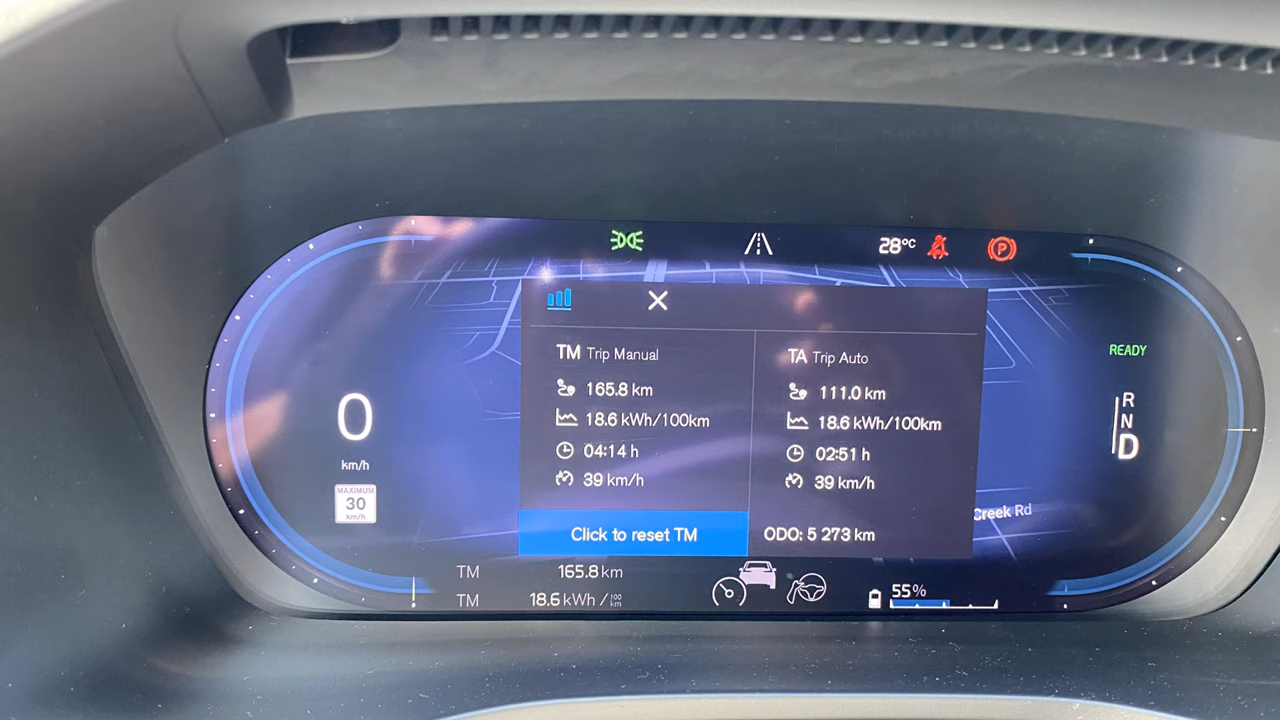 28°C
P
TM Trip Manual
165.8 km
18.6 kWh/100km
04:14 h
39 km/h
TA Trip Auto
111.0 km
18.6 kWh/100km
02:51 h
39 km/h
Click to reset TM
ODO: 5 273 km
0
km/h
MAXIMUM
30
km/h
READY
R
N
D
Creek Rd
TM 165.8 km
TM 18.6 kWh/100km
55%